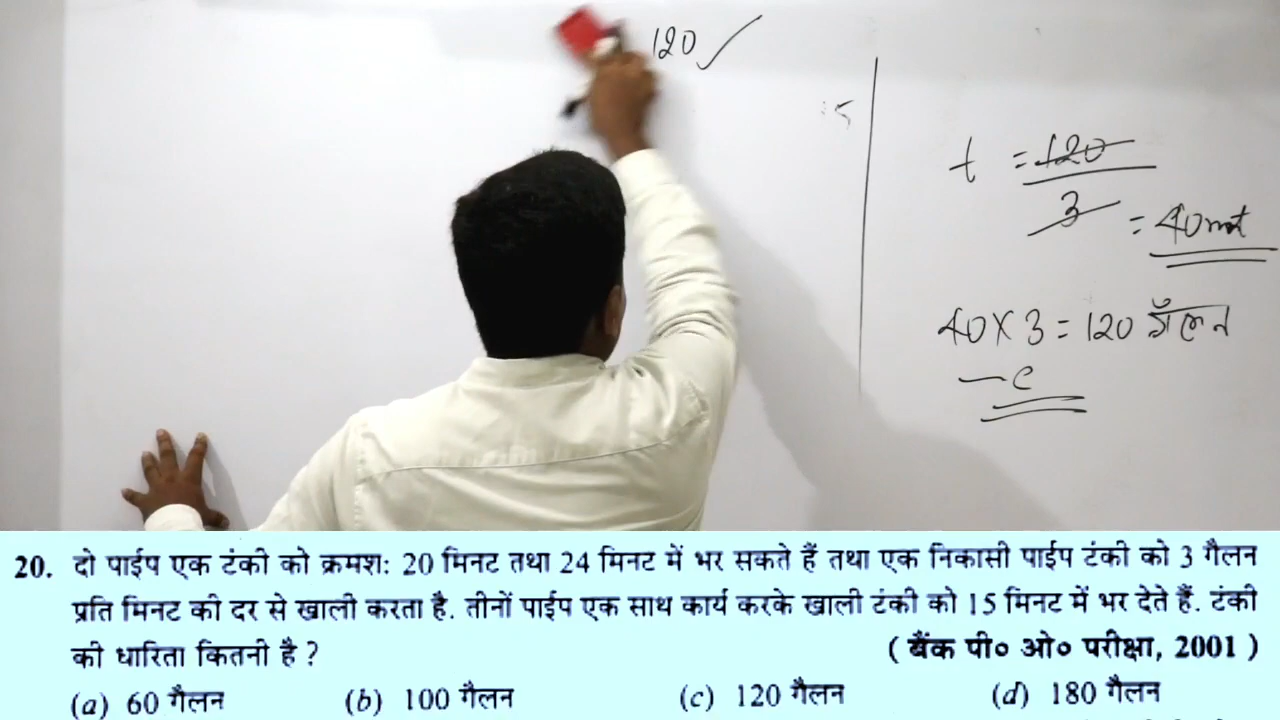 120 ✓
t = 120
3
= 40 mnt
40 × 3 = 120 गैलन
— c
20. दो पाईप एक टंकी को क्रमश: 20 मिनट तथा 24 मिनट में भर सकते हैं तथा एक निकासी पाईप टंकी को 3 गैलन
प्रति मिनट की दर से खाली करता है. तीनों पाईप एक साथ कार्य करके खाली टंकी को 15 मिनट में भर देते हैं. टंकी
की धारिता कितनी है ? ( बैंक पी० ओ० परीक्षा, 2001 )
(a) 60 गैलन (b) 100 गैलन (c) 120 गैलन (d) 180 गैलन